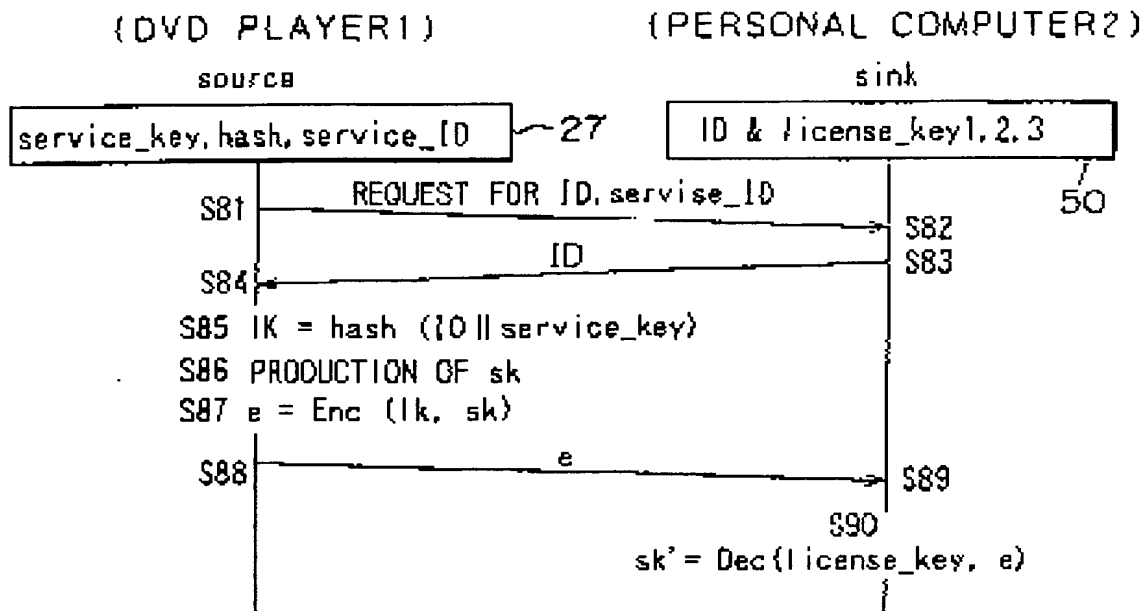 (DVD PLAYER1)
(PERSONAL COMPUTER2)
source
sink
service_key, hash, service_ID
27
ID & license_key1,2,3
50
S81
REQUEST FOR ID, servise_ID
S82
ID
S83
S84
S85 lK = hash (ID || service_key)
S86 PRODUCTION OF sk
S87 e = Enc (lk, sk)
S88
e
S89
S90
sk' = Dec(license_key, e)